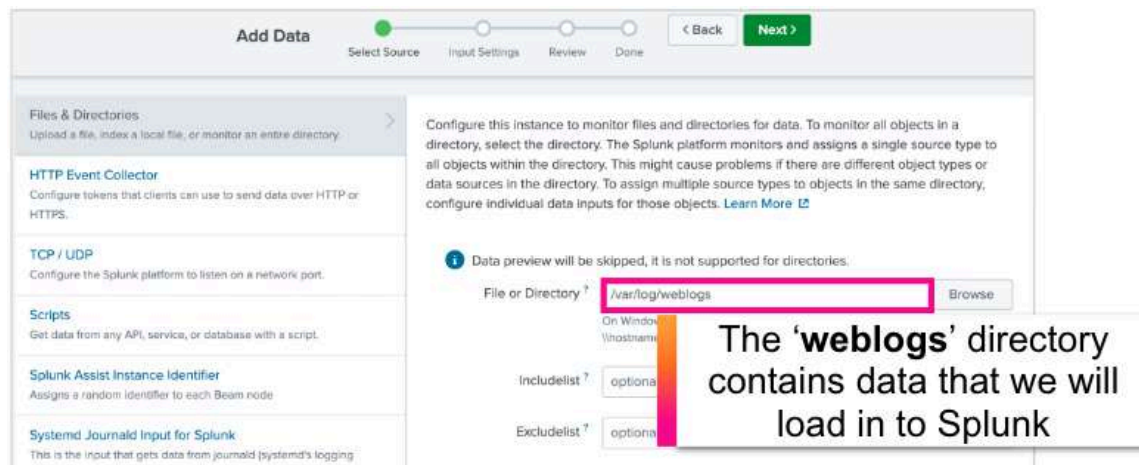 Add Data
Select Source
Input Settings
Review
Done
< Back
Next >
Files & Directories
Upload a file, index a local file, or monitor an entire directory.
HTTP Event Collector
Configure tokens that clients can use to send data over HTTP or
HTTPS.
TCP / UDP
Configure the Splunk platform to listen on a network port.
Scripts
Get data from any API, service, or database with a script.
Splunk Assist Instance Identifier
Assigns a random identifier to each Beam node
Systemd Journald Input for Splunk
This is the input that gets data from journald (systemd's logging
Configure this instance to monitor files and directories for data. To monitor all objects in a
directory, select the directory. The Splunk platform monitors and assigns a single source type to
all objects within the directory. This might cause problems if there are different object types or
data sources in the directory. To assign multiple source types to objects in the same directory,
configure individual data inputs for those objects. Learn More
Data preview will be skipped, it is not supported for directories.
File or Directory ?
/var/log/weblogs
Browse
On Window
\\hostname
Includelist ?
optiona
Excludelist ?
optiona
The ‘weblogs’ directory
contains data that we will
load in to Splunk